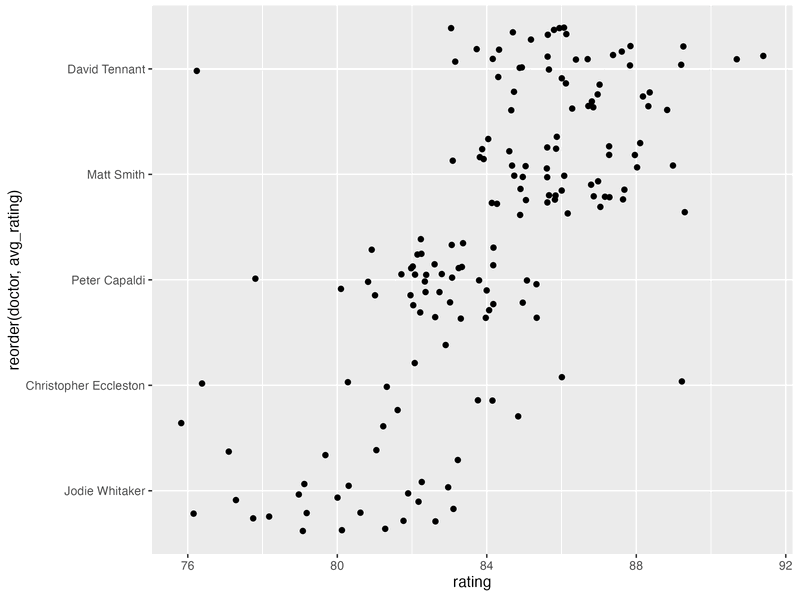 reorder(doctor, avg_rating)
David Tennant
Matt Smith
Peter Capaldi
Christopher Eccleston
Jodie Whitaker
76 80 84 88 92
rating